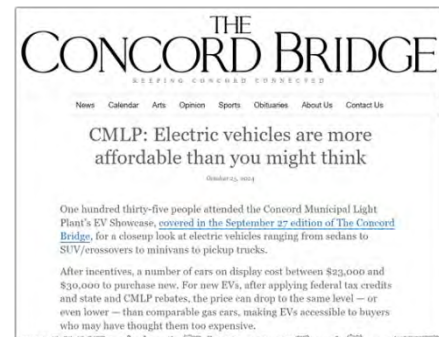 THE
CONCORD BRIDGE
KEEPING CONCORD CONNECTED
News Calendar Arts Opinion Sports Obituaries About Us Contact Us
CMLP: Electric vehicles are more
affordable than you might think
October 25, 2024
One hundred thirty-five people attended the Concord Municipal Light
Plant's EV Showcase, covered in the September 27 edition of The Concord
Bridge, for a closeup look at electric vehicles ranging from sedans to
SUV/crossovers to minivans to pickup trucks.
After incentives, a number of cars on display cost between $23,000 and
$30,000 to purchase new. For new EVs, after applying federal tax credits
and state and CMLP rebates, the price can drop to the same level — or
even lower — than comparable gas cars, making EVs accessible to buyers
who may have thought them too expensive.